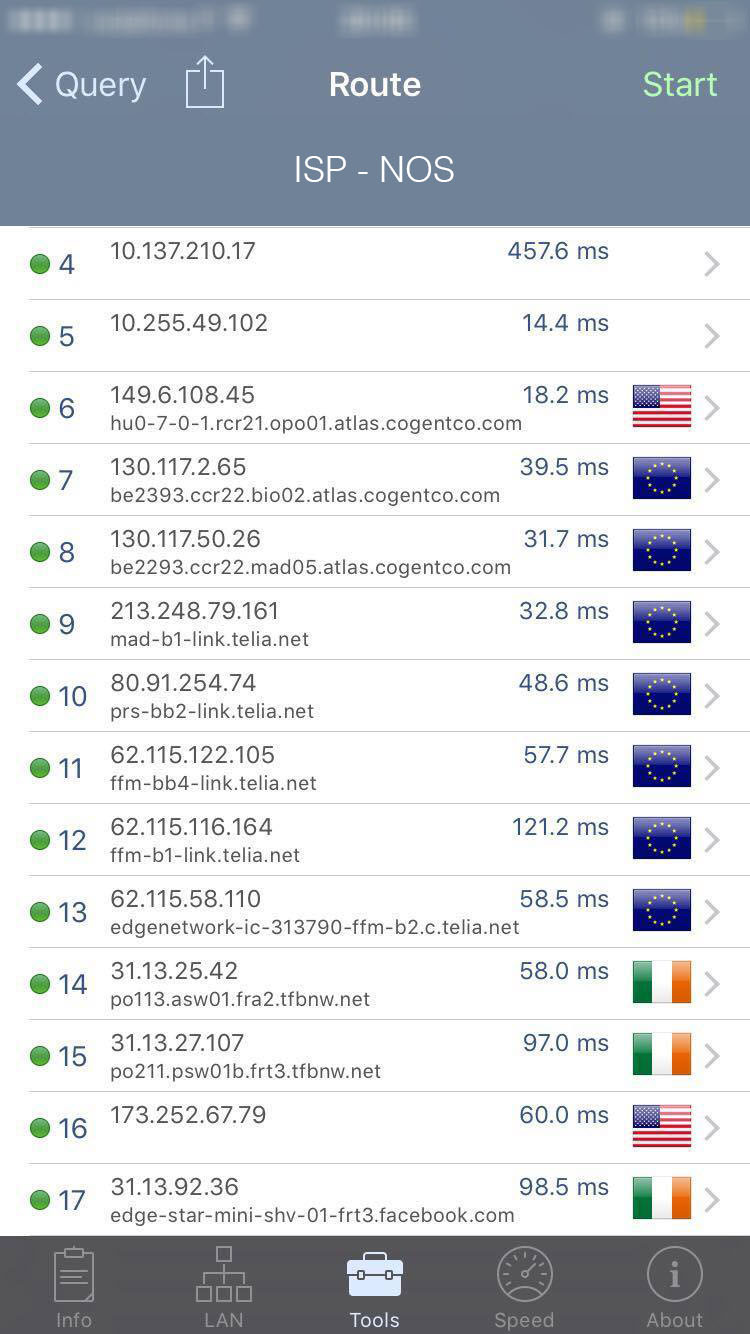 Query
Route
Start
ISP - NOS
4 10.137.210.17 457.6 ms
5 10.255.49.102 14.4 ms
6 149.6.108.45 18.2 ms
hu0-7-0-1.rcr21.opo01.atlas.cogentco.com
7 130.117.2.65 39.5 ms
be2393.ccr22.bio02.atlas.cogentco.com
8 130.117.50.26 31.7 ms
be2293.ccr22.mad05.atlas.cogentco.com
9 213.248.79.161 32.8 ms
mad-b1-link.telia.net
10 80.91.254.74 48.6 ms
prs-bb2-link.telia.net
11 62.115.122.105 57.7 ms
ffm-bb4-link.telia.net
12 62.115.116.164 121.2 ms
ffm-b1-link.telia.net
13 62.115.58.110 58.5 ms
edgenetwork-ic-313790-ffm-b2.c.telia.net
14 31.13.25.42 58.0 ms
po113.asw01.fra2.tfbnw.net
15 31.13.27.107 97.0 ms
po211.psw01b.frt3.tfbnw.net
16 173.252.67.79 60.0 ms
17 31.13.92.36 98.5 ms
edge-star-mini-shv-01-frt3.facebook.com
Info
LAN
Tools
Speed
About